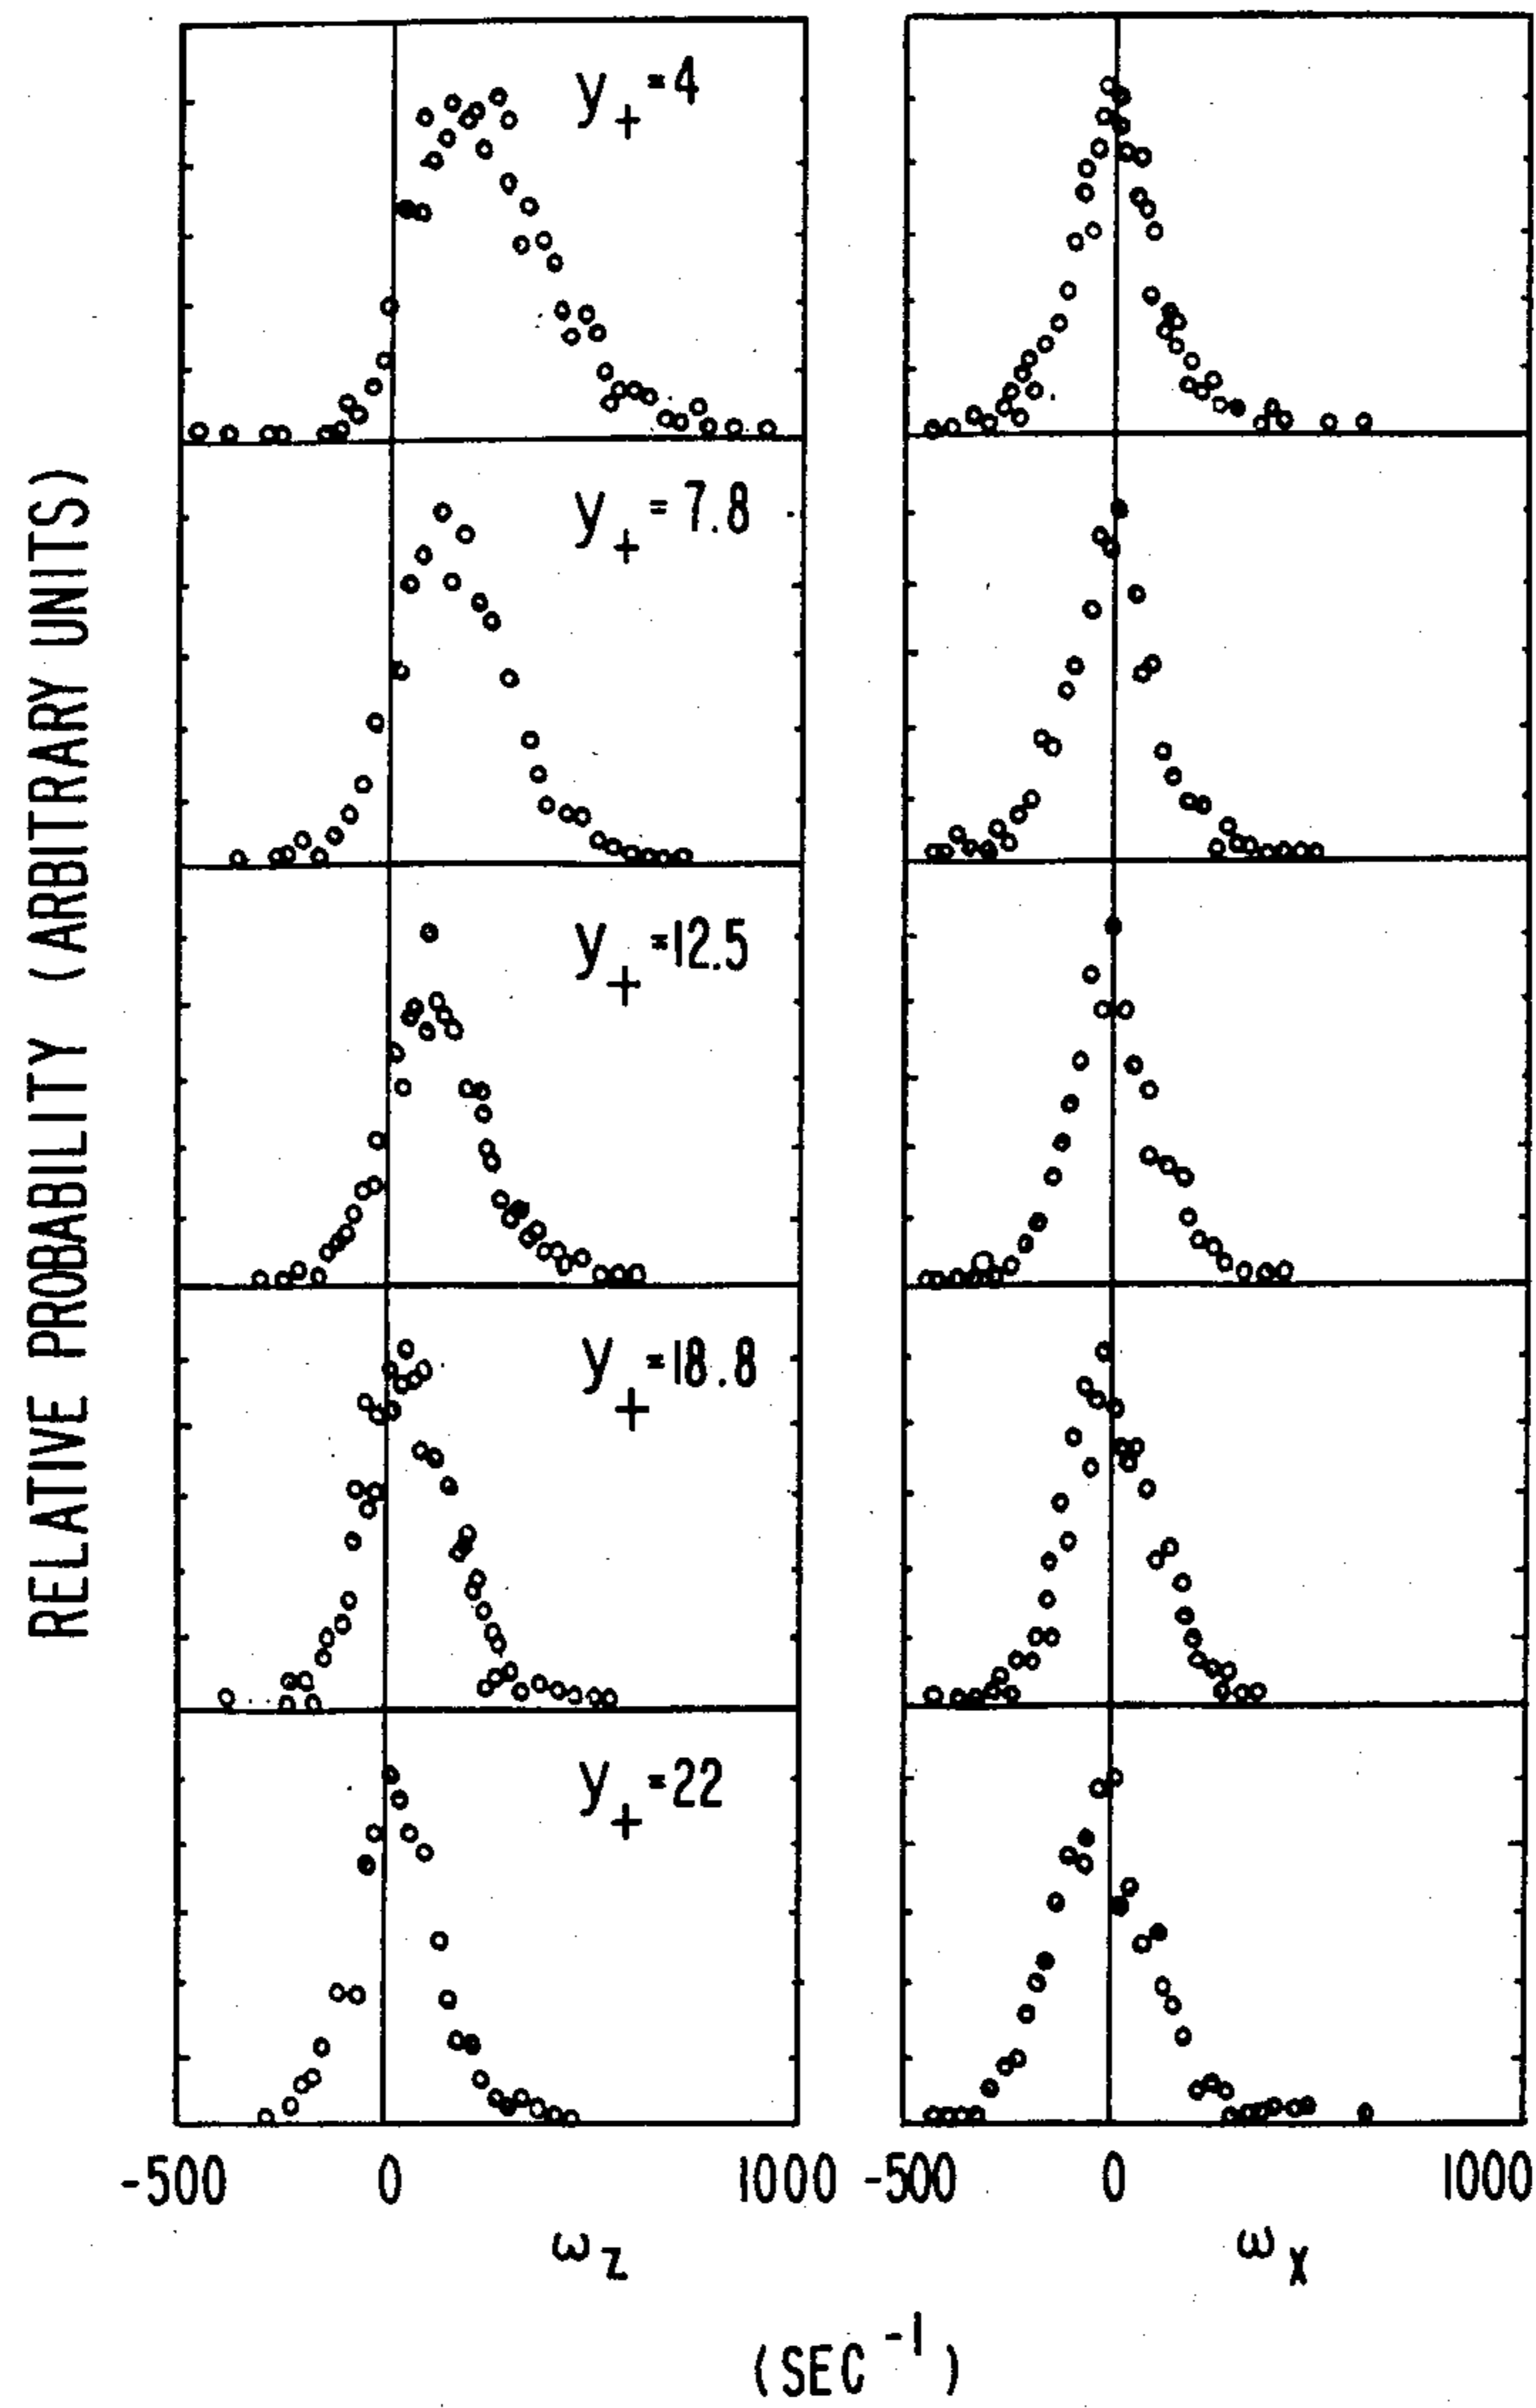 RELATIVE PROBABILITY (ARBITRARY UNITS)
y+ = 4
y+ = 7.8
y+ = 12.5
y+ = 18.8
y+ = 22
-500 0 1000 -500 0 1000
ωz ωx
(SEC⁻¹)